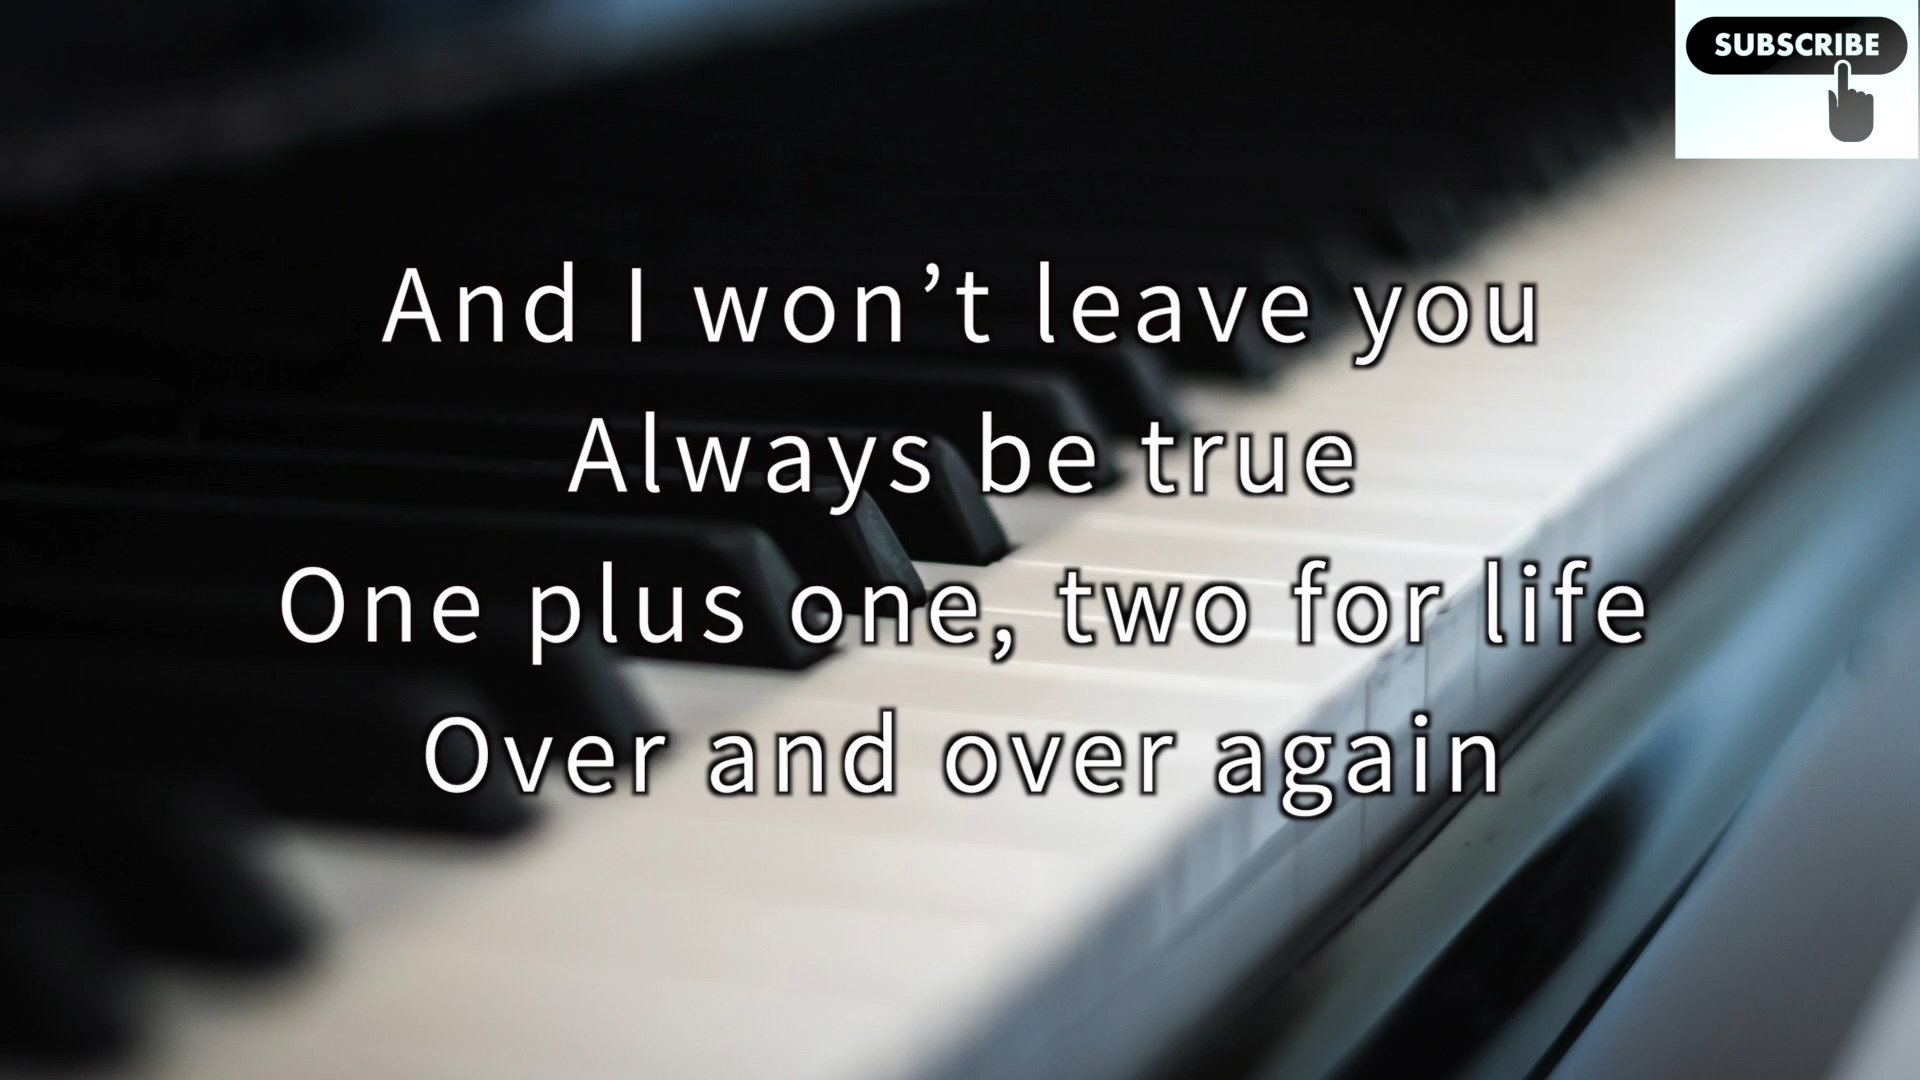 SUBSCRIBE
And I won’t leave you
Always be true
One plus one, two for life
Over and over again